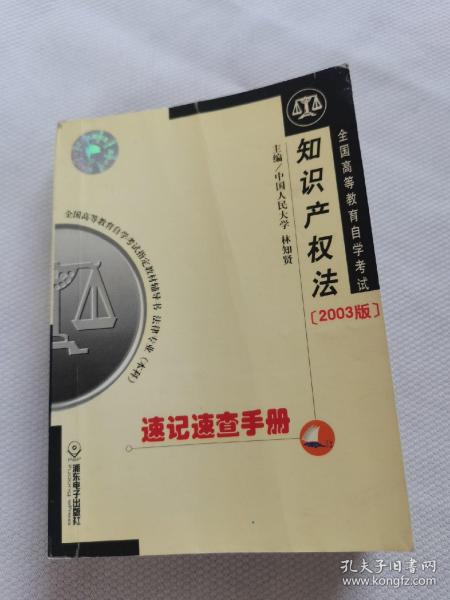 全国高等教育自学考试
知识产权法
[2003版]
主编/中国人民大学 林知贤
全国高等教育自学考试指定教材辅导书 法律专业(本科)
速记速查手册
浦东电子出版社
孔夫子旧书网
www.kongfz.com